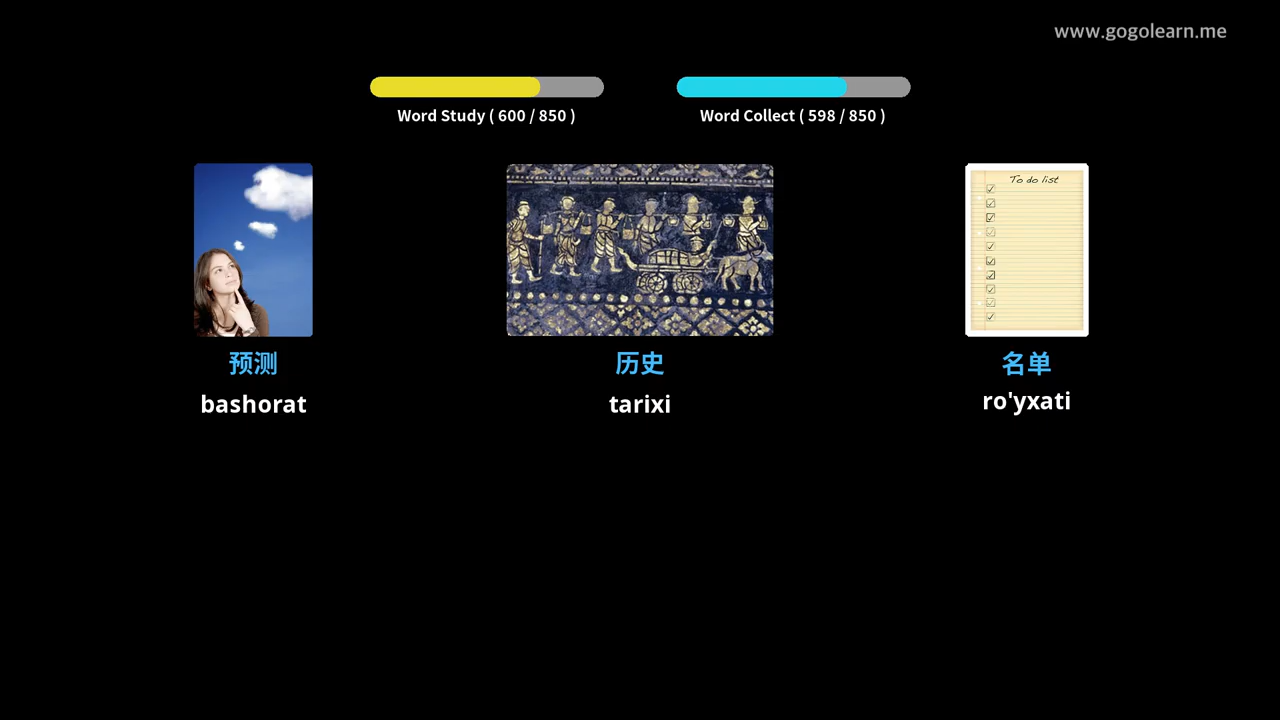 www.gogolearn.me
Word Study ( 600 / 850 )
Word Collect ( 598 / 850 )
To do list
预测
历史
名单
bashorat
tarixi
ro'yxati